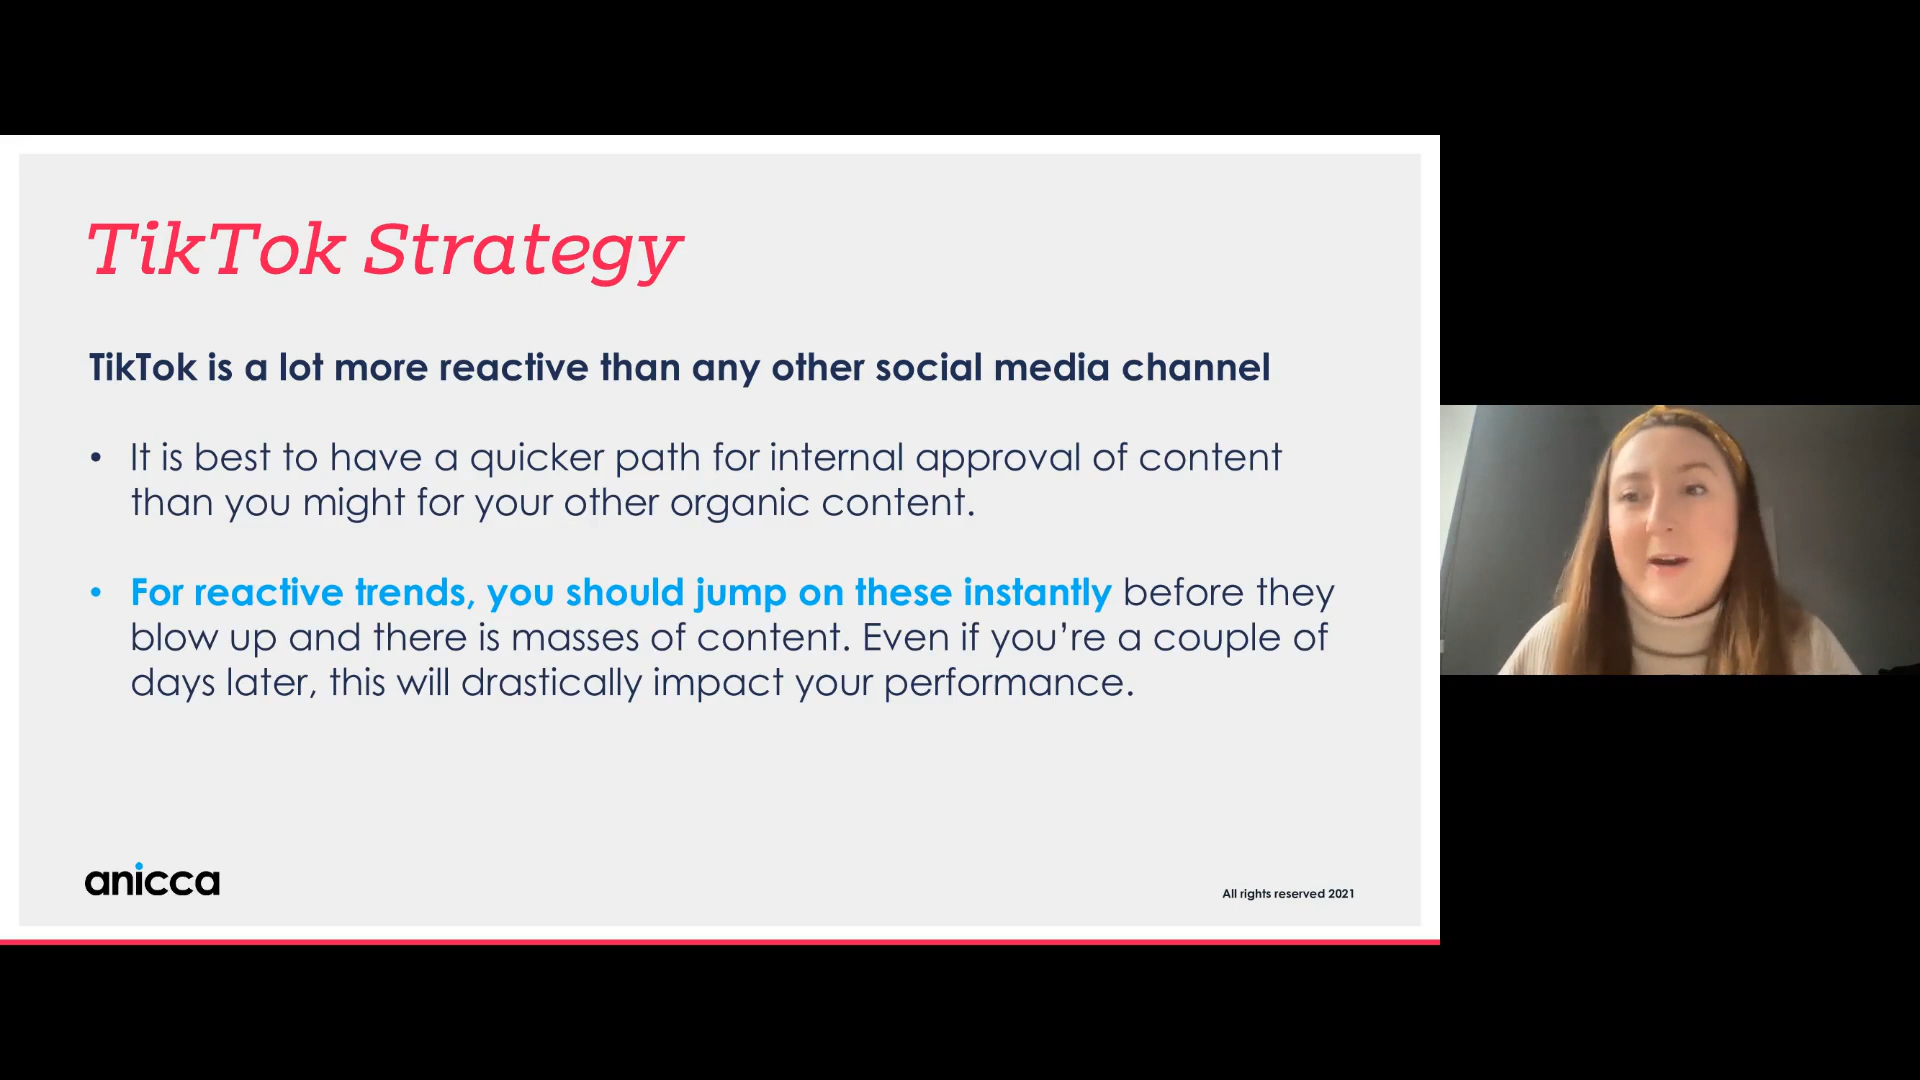 TikTok Strategy
TikTok is a lot more reactive than any other social media channel
• It is best to have a quicker path for internal approval of content
than you might for your other organic content.
• For reactive trends, you should jump on these instantly before they
blow up and there is masses of content. Even if you’re a couple of
days later, this will drastically impact your performance.
anicca
All rights reserved 2021